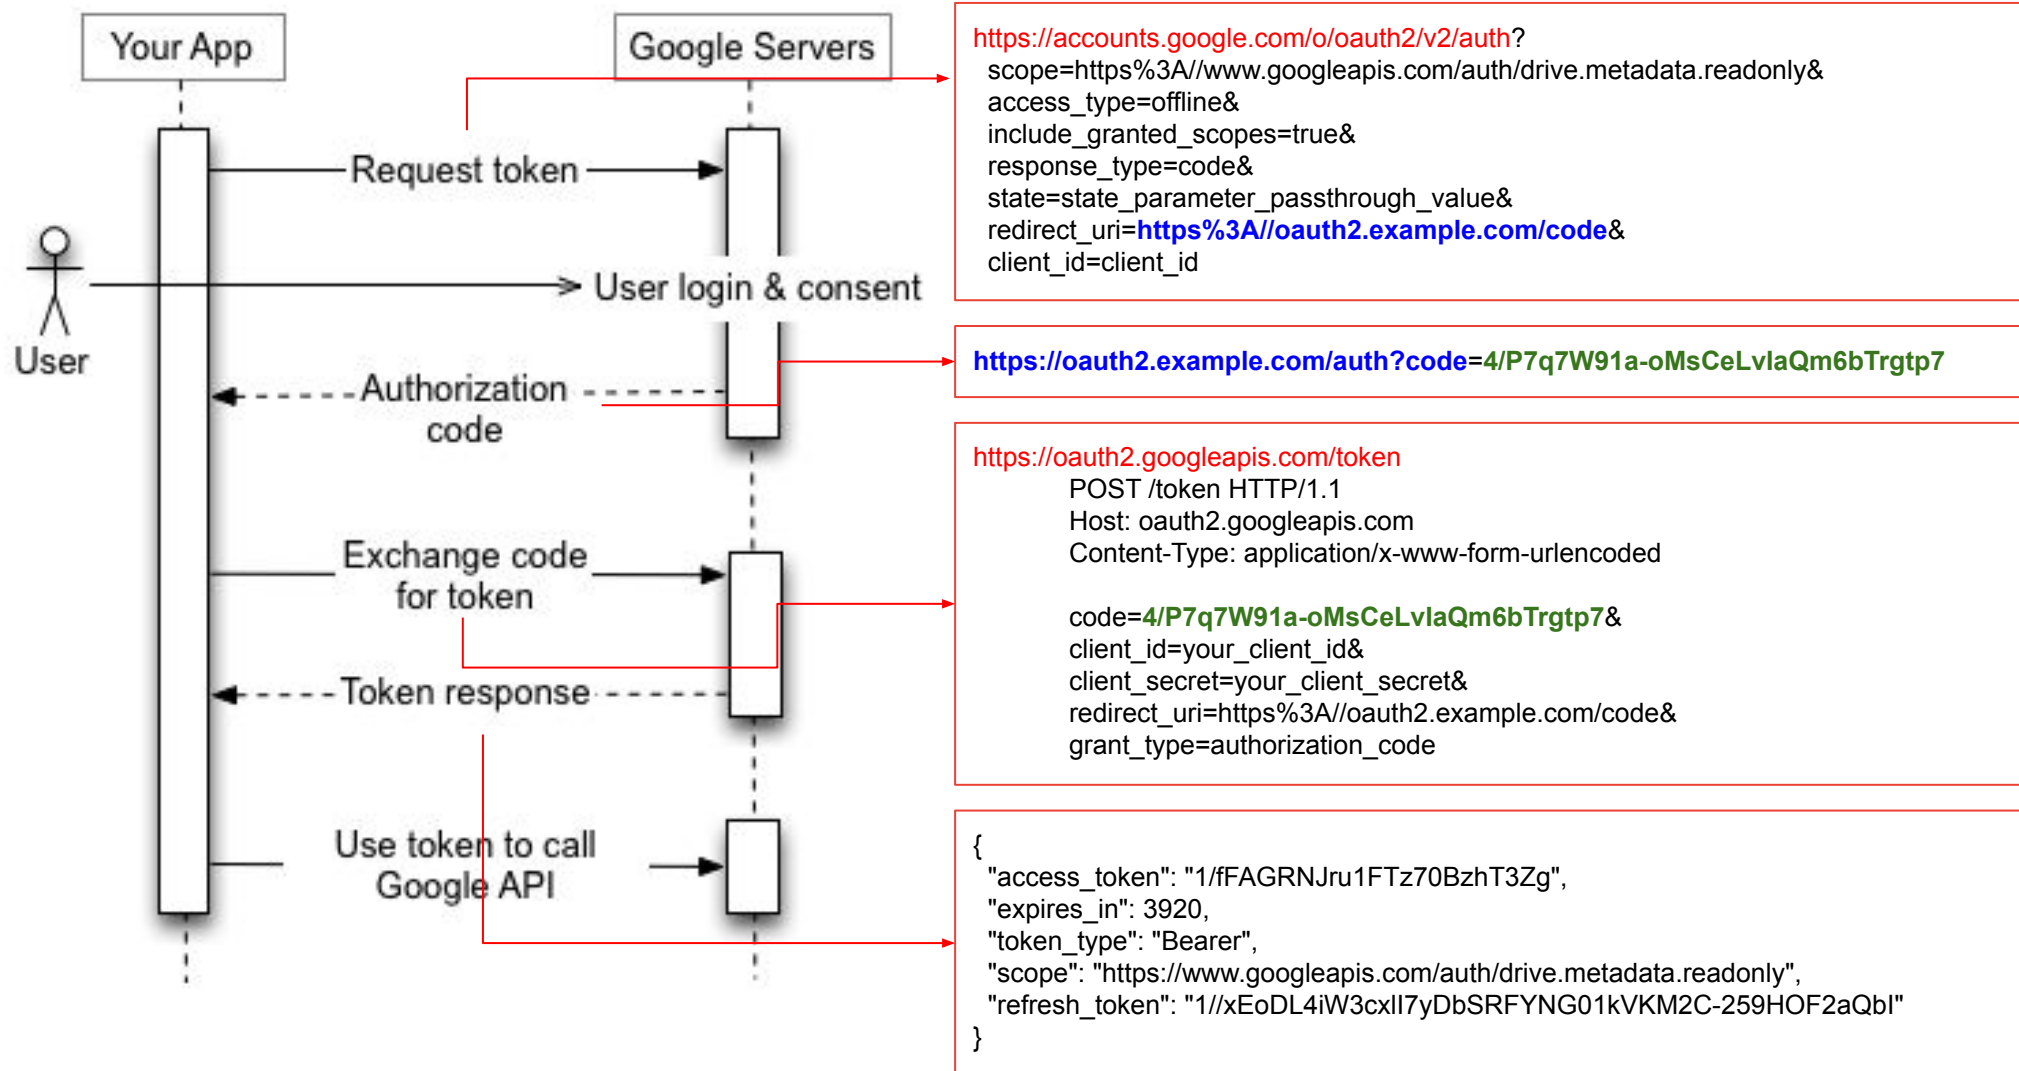 Your App
Google Servers
Request token
User login & consent
User
Authorization
code
Exchange code
for token
Token response
Use token to call
Google API
https://accounts.google.com/o/oauth2/v2/auth?
scope=https%3A//www.googleapis.com/auth/drive.metadata.readonly&
access_type=offline&
include_granted_scopes=true&
response_type=code&
state=state_parameter_passthrough_value&
redirect_uri=https%3A//oauth2.example.com/code&
client_id=client_id
https://oauth2.example.com/auth?code=4/P7q7W91a-oMsCeLvIaQm6bTrgtp7
https://oauth2.googleapis.com/token
POST /token HTTP/1.1
Host: oauth2.googleapis.com
Content-Type: application/x-www-form-urlencoded
code=4/P7q7W91a-oMsCeLvIaQm6bTrgtp7&
client_id=your_client_id&
client_secret=your_client_secret&
redirect_uri=https%3A//oauth2.example.com/code&
grant_type=authorization_code
{
"access_token": "1/fFAGRNJru1FTz70BzhT3Zg",
"expires_in": 3920,
"token_type": "Bearer",
"scope": "https://www.googleapis.com/auth/drive.metadata.readonly",
"refresh_token": "1//xEoDL4iW3cxlI7yDbSRFYNG01kVKM2C-259HOF2aQbI"
}